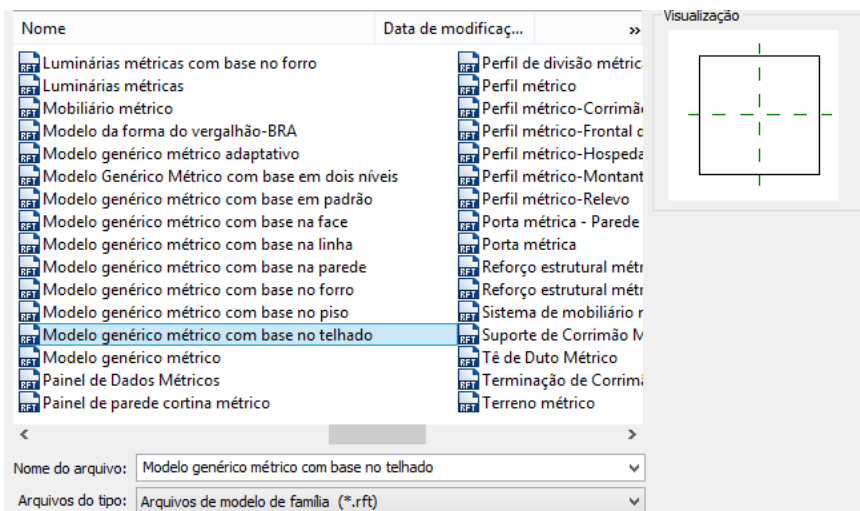 Nome
Data de modificaç...
»
Luminárias métricas com base no forro
Luminárias métricas
Mobiliário métrico
Modelo da forma do vergalhão-BRA
Modelo genérico métrico adaptativo
Modelo Genérico Métrico com base em dois níveis
Modelo genérico métrico com base em padrão
Modelo genérico métrico com base na face
Modelo genérico métrico com base na linha
Modelo genérico métrico com base na parede
Modelo genérico métrico com base no forro
Modelo genérico métrico com base no piso
Modelo genérico métrico com base no telhado
Modelo genérico métrico
Painel de Dados Métricos
Painel de parede cortina métrico
Perfil de divisão métric
Perfil métrico
Perfil métrico-Corrimã
Perfil métrico-Frontal d
Perfil métrico-Hospeda
Perfil métrico-Montant
Perfil métrico-Relevo
Porta métrica - Parede
Porta métrica
Reforço estrutural métr
Reforço estrutural métr
Sistema de mobiliário r
Suporte de Corrimão M
Tê de Duto Métrico
Terminação de Corrim
Terreno métrico
Visualização
Nome do arquivo: Modelo genérico métrico com base no telhado
Arquivos do tipo: Arquivos de modelo de família (*.rft)